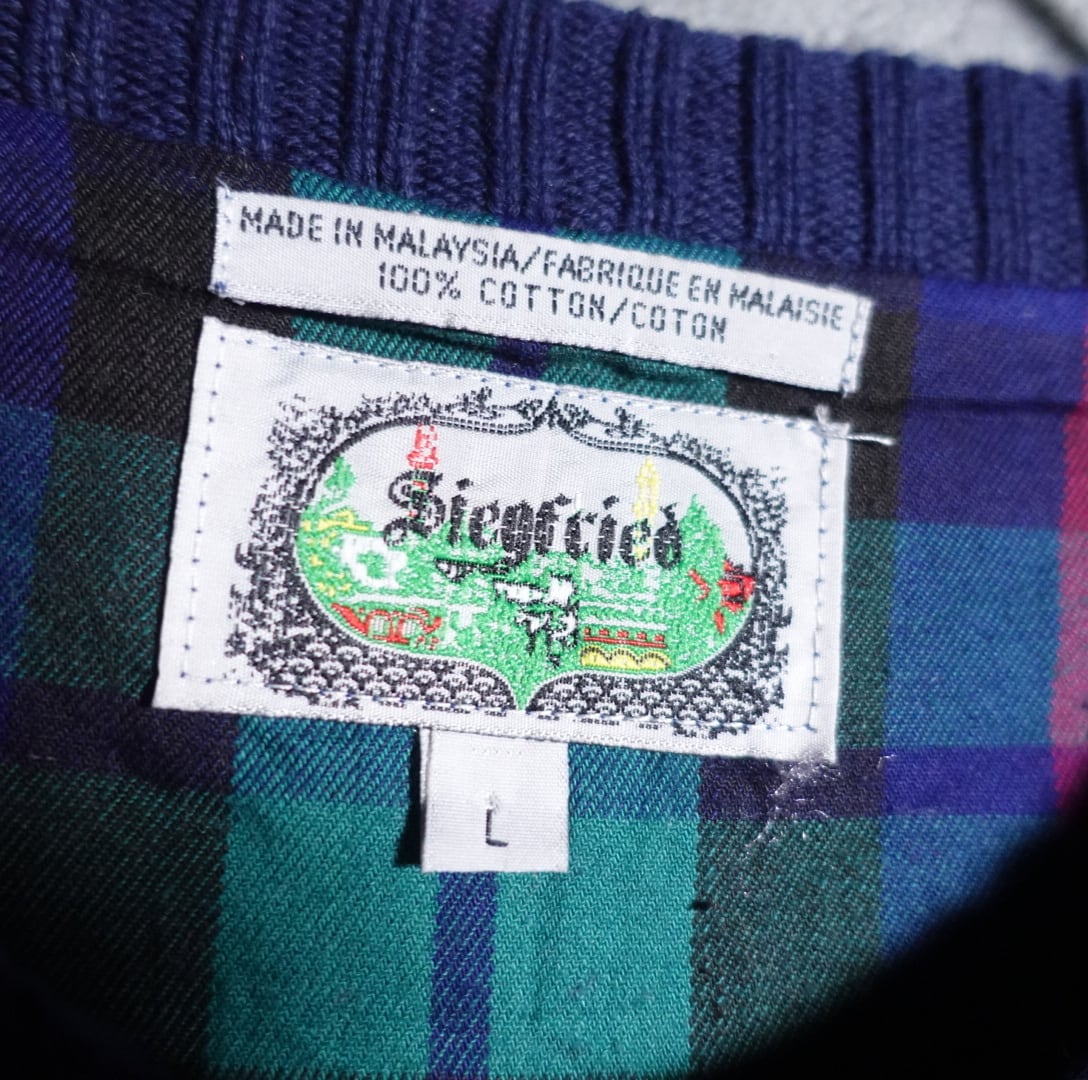 MADE IN MALAYSIA/FABRIQUE EN MALAISIE
100% COTTON/COTON
Siegfried
L